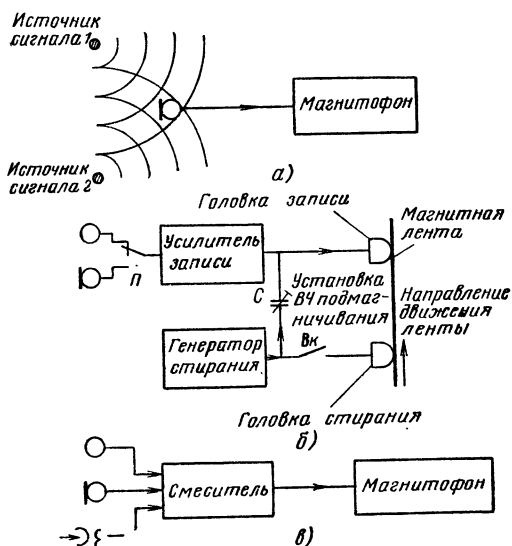 Источник
сигнала 1
Магнитофон
Источник
сигнала 2
а)
Головка записи
Магнитная
лента
Усилитель
записи
П
С
Установка
ВЧ подмаг-
ничивания
Направление
движения
ленты
Генератор
стирания
Вк
Головка стирания
б)
Смеситель
Магнитофон
в)